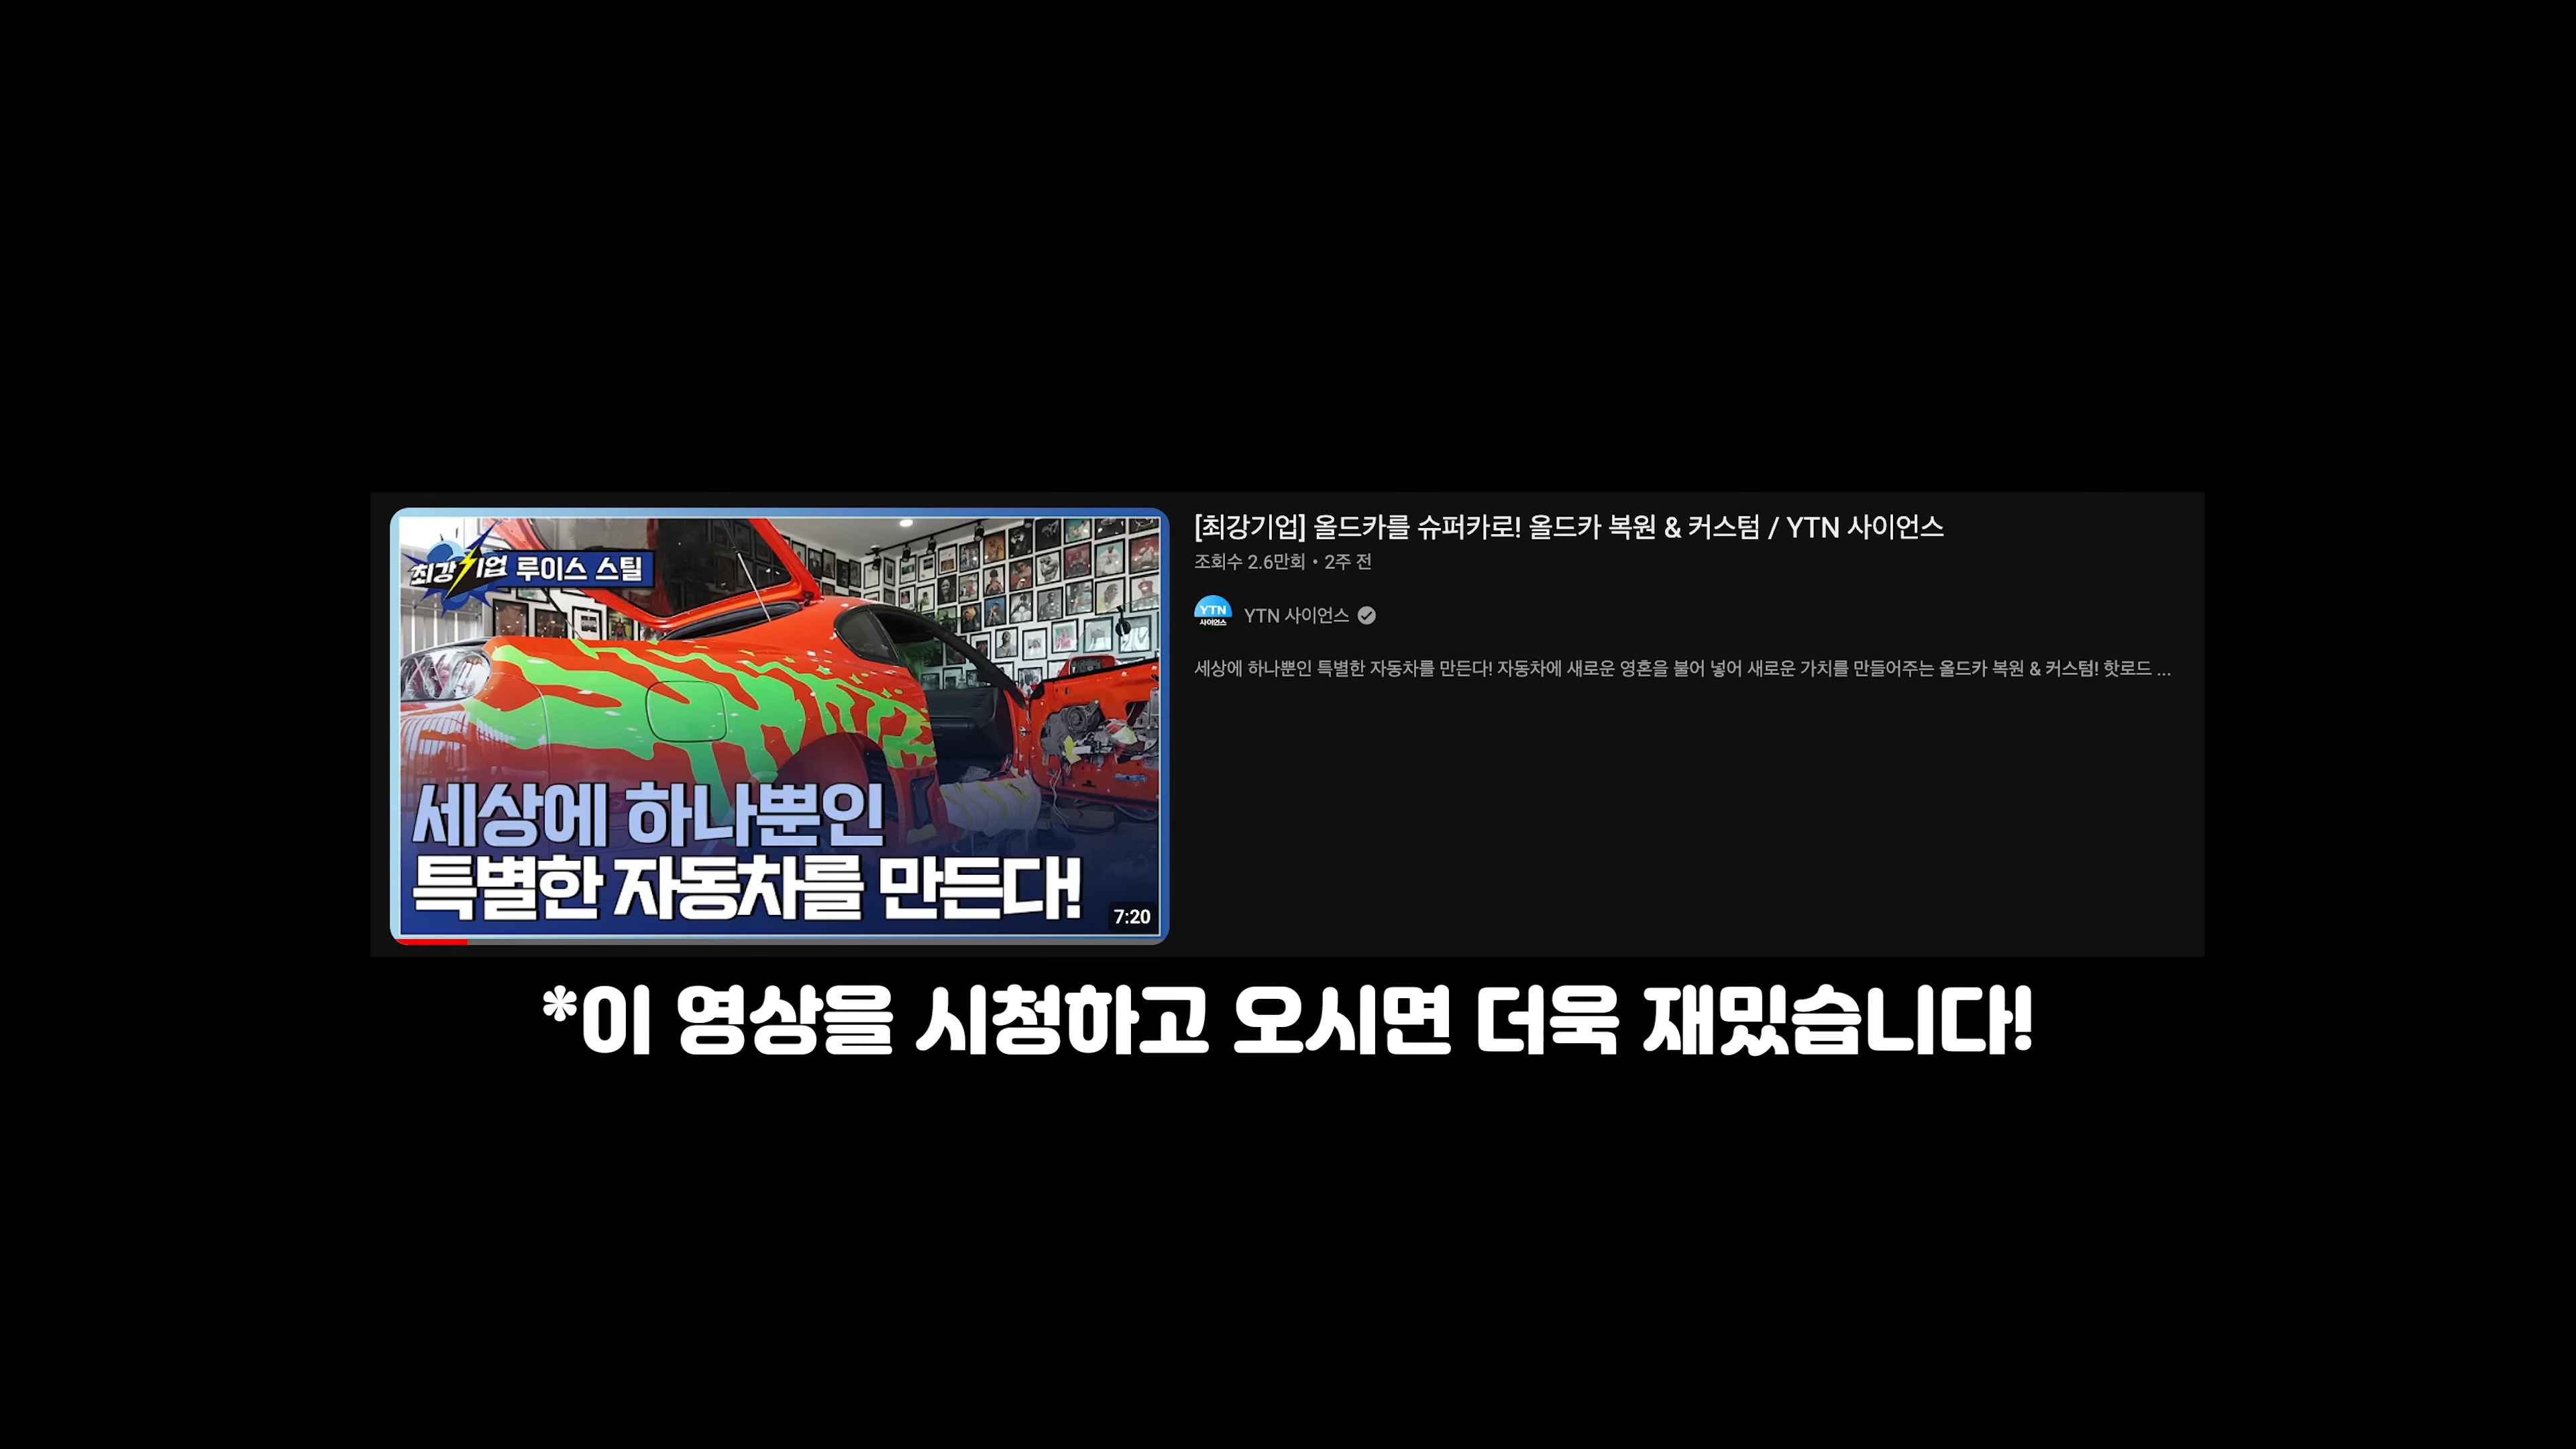 최강기업 루이스 스틸
세상에 하나뿐인
특별한 자동차를 만든다!
7:20
[최강기업] 올드카를 슈퍼카로! 올드카 복원 & 커스텀 / YTN 사이언스
조회수 2.6만회 • 2주 전
YTN
사이언스
YTN 사이언스
세상에 하나뿐인 특별한 자동차를 만든다! 자동차에 새로운 영혼을 불어 넣어 새로운 가치를 만들어주는 올드카 복원 & 커스텀! 핫로드 ...
*이 영상을 시청하고 오시면 더욱 재밌습니다!